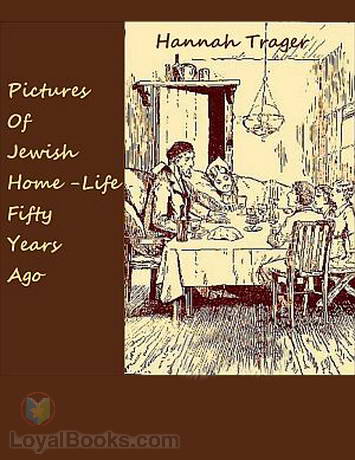 Hannah Trager
Pictures
Of
Jewish
Home -Life
Fifty
Years
Ago
LoyalBooks.com